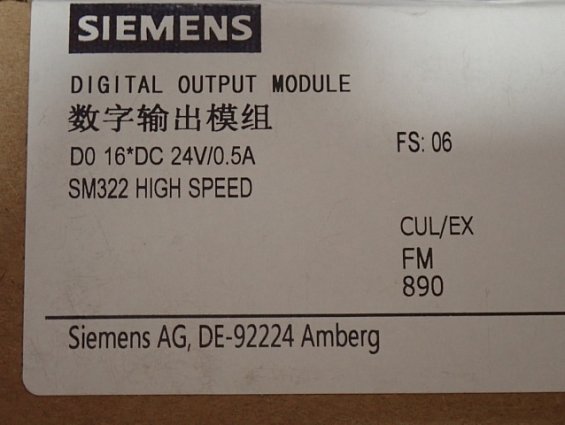 SIEMENS
DIGITAL OUTPUT MODULE
数字输出模组
D0 16*DC 24V/0.5A
FS: 06
SM322 HIGH SPEED
CUL/EX
FM
890
Siemens AG, DE-92224 Amberg